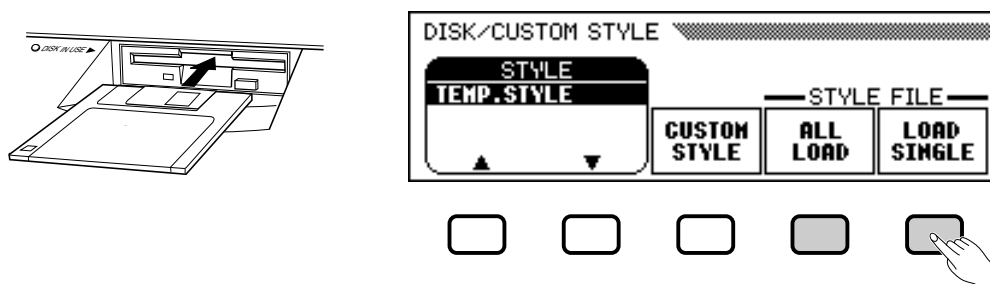 DISK IN USE
DISK/CUSTOM STYLE
STYLE
TEMP.STYLE
STYLE FILE
CUSTOM
STYLE
ALL
LOAD
LOAD
SINGLE